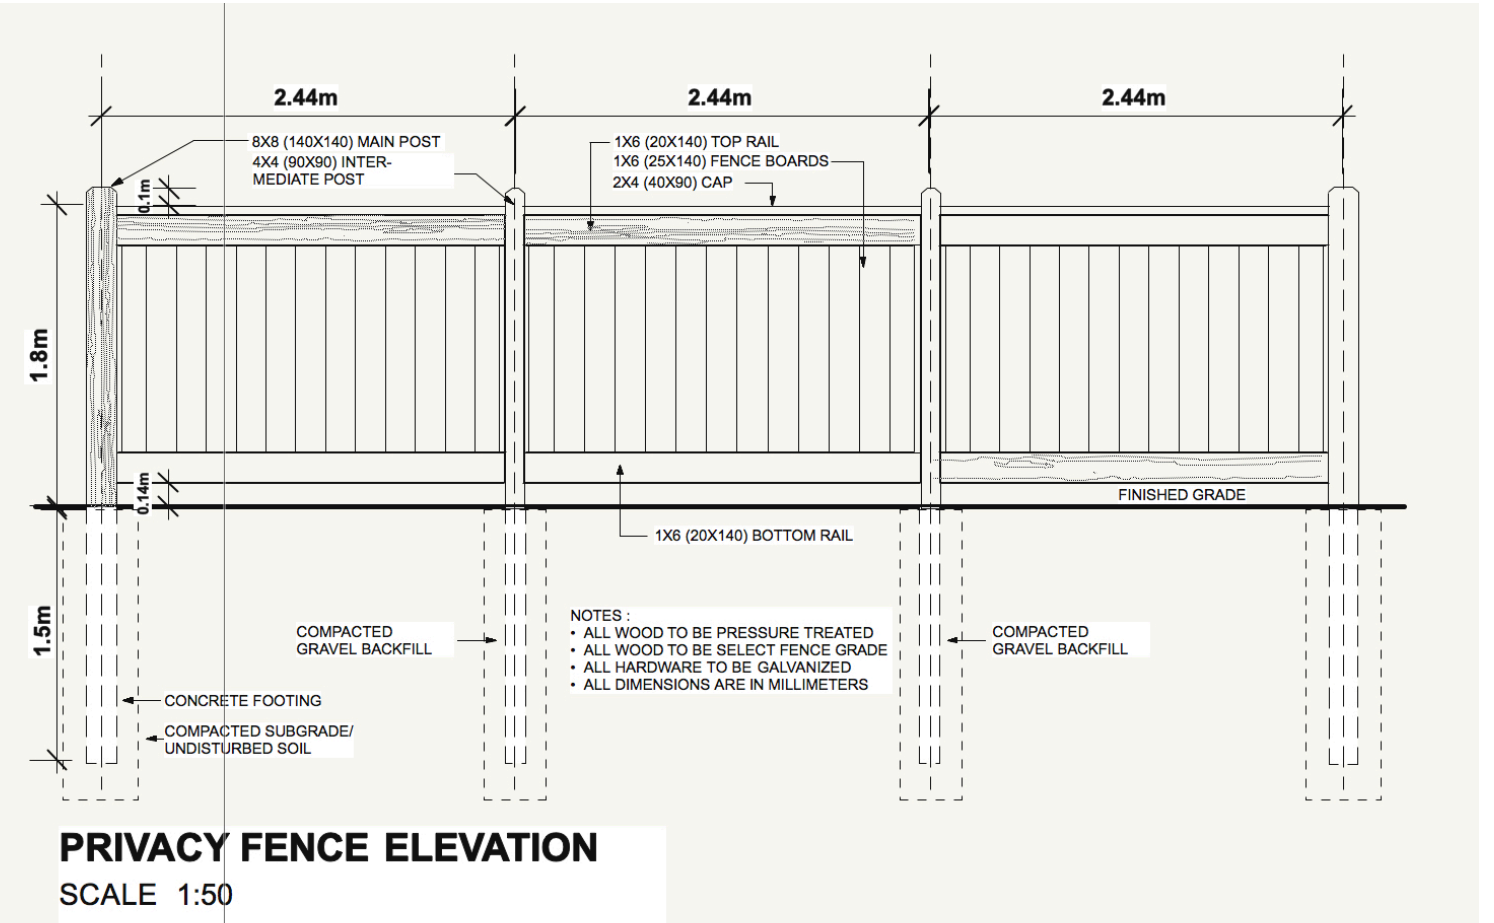 2.44m
2.44m
2.44m
8X8 (140X140) MAIN POST
4X4 (90X90) INTER-
MEDIATE POST
1X6 (20X140) TOP RAIL
1X6 (25X140) FENCE BOARDS
2X4 (40X90) CAP
0.1m
1.8m
0.14m
FINISHED GRADE
1X6 (20X140) BOTTOM RAIL
1.5m
COMPACTED
GRAVEL BACKFILL
NOTES :
• ALL WOOD TO BE PRESSURE TREATED
• ALL WOOD TO BE SELECT FENCE GRADE
• ALL HARDWARE TO BE GALVANIZED
• ALL DIMENSIONS ARE IN MILLIMETERS
COMPACTED
GRAVEL BACKFILL
CONCRETE FOOTING
COMPACTED SUBGRADE/
UNDISTURBED SOIL
PRIVACY FENCE ELEVATION
SCALE 1:50